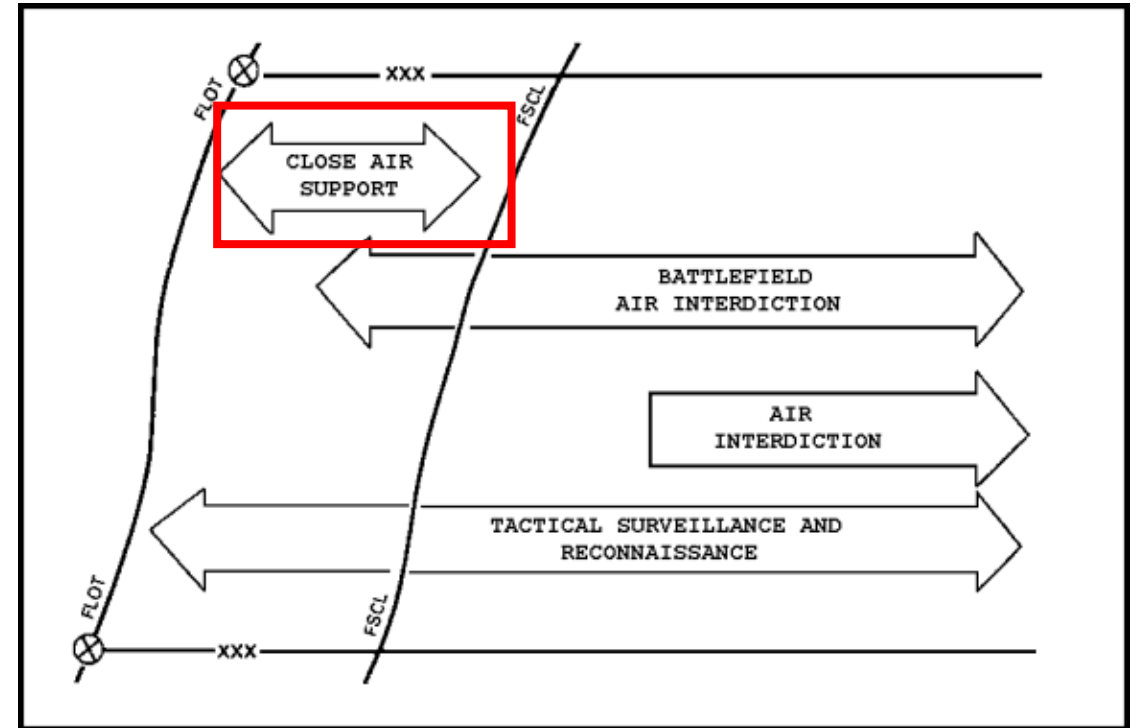 XXX
FLOT
FSCL
CLOSE AIR
SUPPORT
BATTLEFIELD
AIR INTERDICTION
AIR
INTERDICTION
TACTICAL SURVEILLANCE AND
RECONNAISSANCE
FLOT
FSCL
XXX